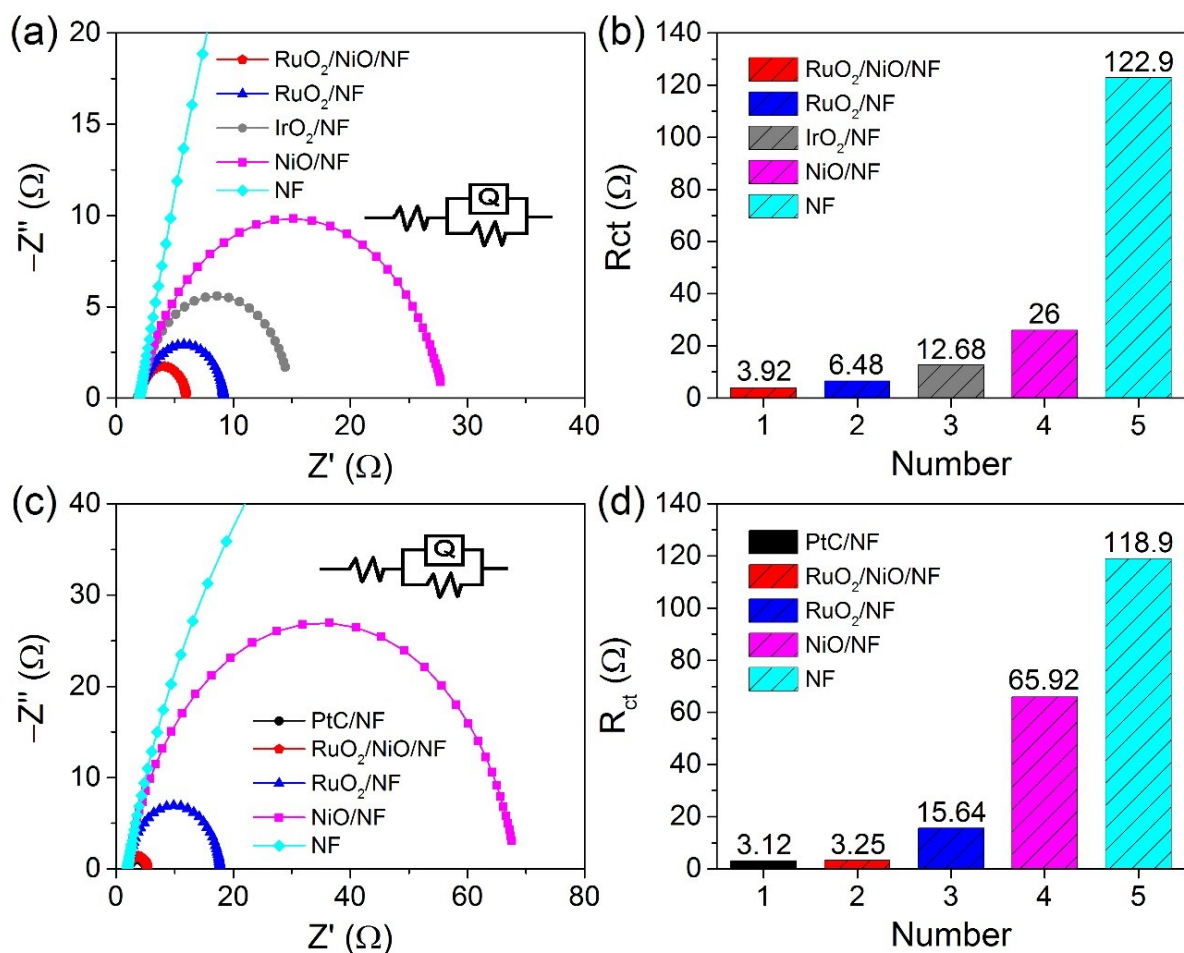 (a)
20
15
10
5
0
–Z" (Ω)
RuO₂/NiO/NF
RuO₂/NF
IrO₂/NF
NiO/NF
NF
Q
0 10 20 30 40
Z' (Ω)
(b)
140
120
100
80
60
40
20
0
Rct (Ω)
RuO₂/NiO/NF
RuO₂/NF
IrO₂/NF
NiO/NF
NF
3.92 6.48 12.68 26 122.9
1 2 3 4 5
Number
(c)
40
30
20
10
0
–Z" (Ω)
Q
PtC/NF
RuO₂/NiO/NF
RuO₂/NF
NiO/NF
NF
0 20 40 60 80
Z' (Ω)
(d)
140
120
100
80
60
40
20
0
R_ct (Ω)
PtC/NF
RuO₂/NiO/NF
RuO₂/NF
NiO/NF
NF
3.12 3.25 15.64 65.92 118.9
1 2 3 4 5
Number